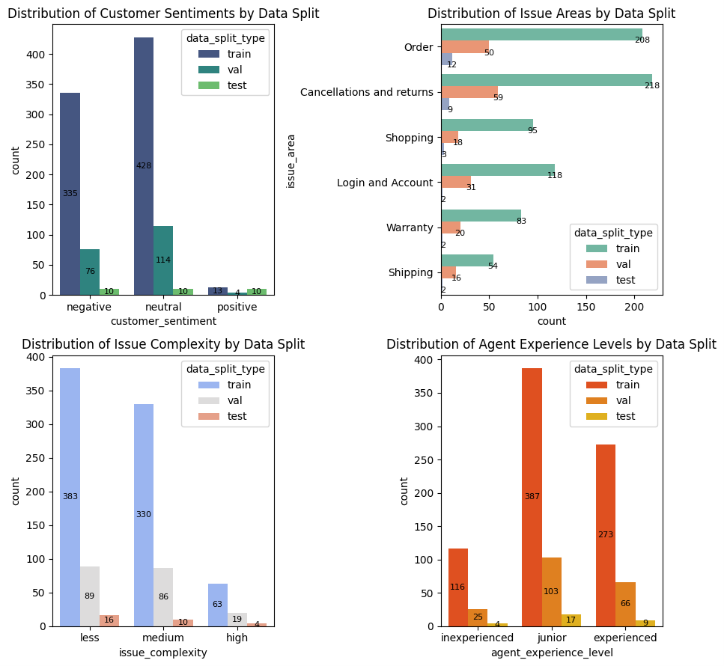 Distribution of Customer Sentiments by Data Split
data_split_type
train
val
test
400
350
300
250
200
150
100
50
0
count
335
76
10
428
114
10
13
4
10
negative
neutral
positive
customer_sentiment
Distribution of Issue Areas by Data Split
issue_area
Order
Cancellations and returns
Shopping
Login and Account
Warranty
Shipping
208
50
12
218
59
9
95
18
3
118
31
2
83
20
2
54
16
2
data_split_type
train
val
test
0
50
100
150
200
count
Distribution of Issue Complexity by Data Split
data_split_type
train
val
test
400
350
300
250
200
150
100
50
0
count
383
89
16
330
86
10
63
19
4
less
medium
high
issue_complexity
Distribution of Agent Experience Levels by Data Split
data_split_type
train
val
test
400
350
300
250
200
150
100
50
0
count
116
25
4
387
103
17
273
66
9
inexperienced
junior
experienced
agent_experience_level